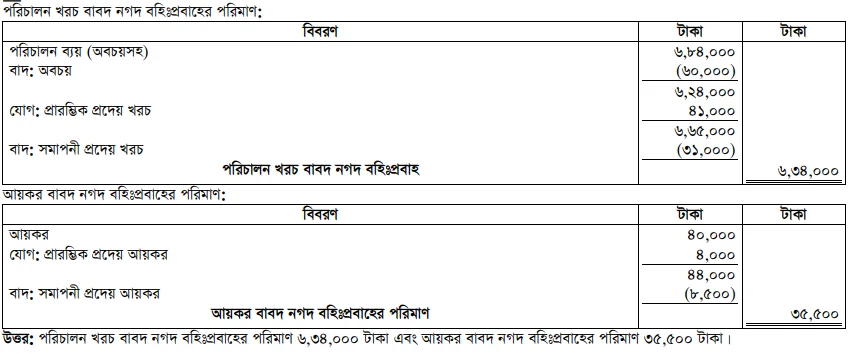 পরিচালন খরচ বাবদ নগদ বহিঃপ্রবাহের পরিমাণ:
বিবরণ টাকা টাকা
পরিচালন ব্যয় (অবচয়সহ) ৬,৮৪,০০০
বাদ: অবচয় (৬০,০০০)
৬,২৪,০০০
যোগ: প্রারম্ভিক প্রদেয় খরচ ৪১,০০০
৬,৬৫,০০০
বাদ: সমাপনী প্রদেয় খরচ (৩১,০০০)
পরিচালন খরচ বাবদ নগদ বহিঃপ্রবাহ ৬,৩৪,০০০
আয়কর বাবদ নগদ বহিঃপ্রবাহের পরিমাণ:
বিবরণ টাকা টাকা
আয়কর ৪০,০০০
যোগ: প্রারম্ভিক প্রদেয় আয়কর ৪,০০০
৪৪,০০০
বাদ: সমাপনী প্রদেয় আয়কর (৮,৫০০)
আয়কর বাবদ নগদ বহিঃপ্রবাহের পরিমাণ ৩৫,৫০০
উত্তর: পরিচালন খরচ বাবদ নগদ বহিঃপ্রবাহের পরিমাণ ৬,৩৪,০০০ টাকা এবং আয়কর বাবদ নগদ বহিঃপ্রবাহের পরিমাণ ৩৫,৫০০ টাকা।